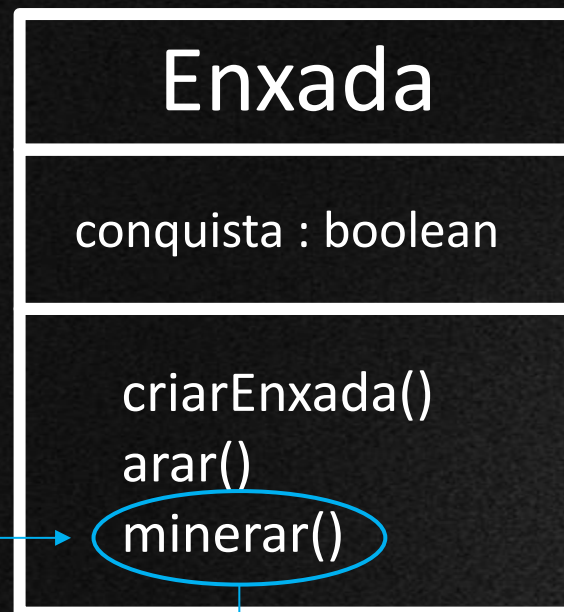 Enxada
conquista : boolean
criarEnxada()
arar()
minerar()